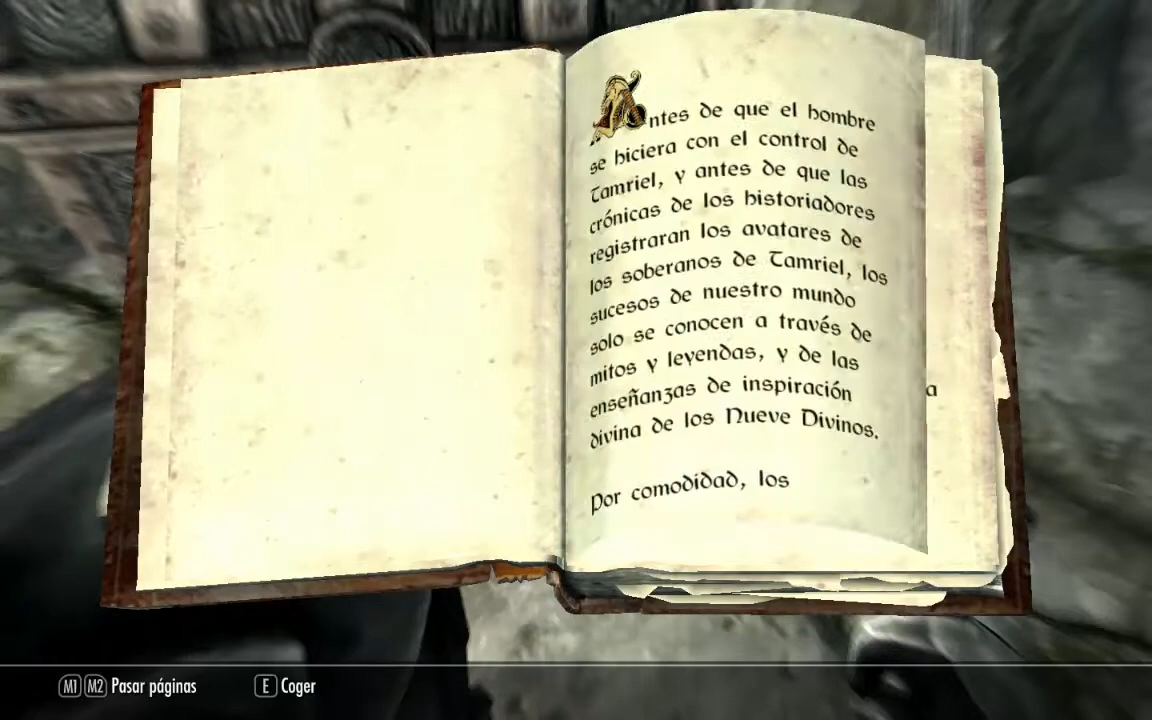 Antes de que el hombre
se hiciera con el control de
Tamriel, y antes de que las
crónicas de los historiadores
registraran los avatares de
los soberanos de Tamriel, los
sucesos de nuestro mundo
solo se conocen a través de
mitos y leyendas, y de las
enseñanzas de inspiración
divina de los Nueve Divinos.
Por comodidad, los
a
M1 M2 Pasar páginas
E Coger